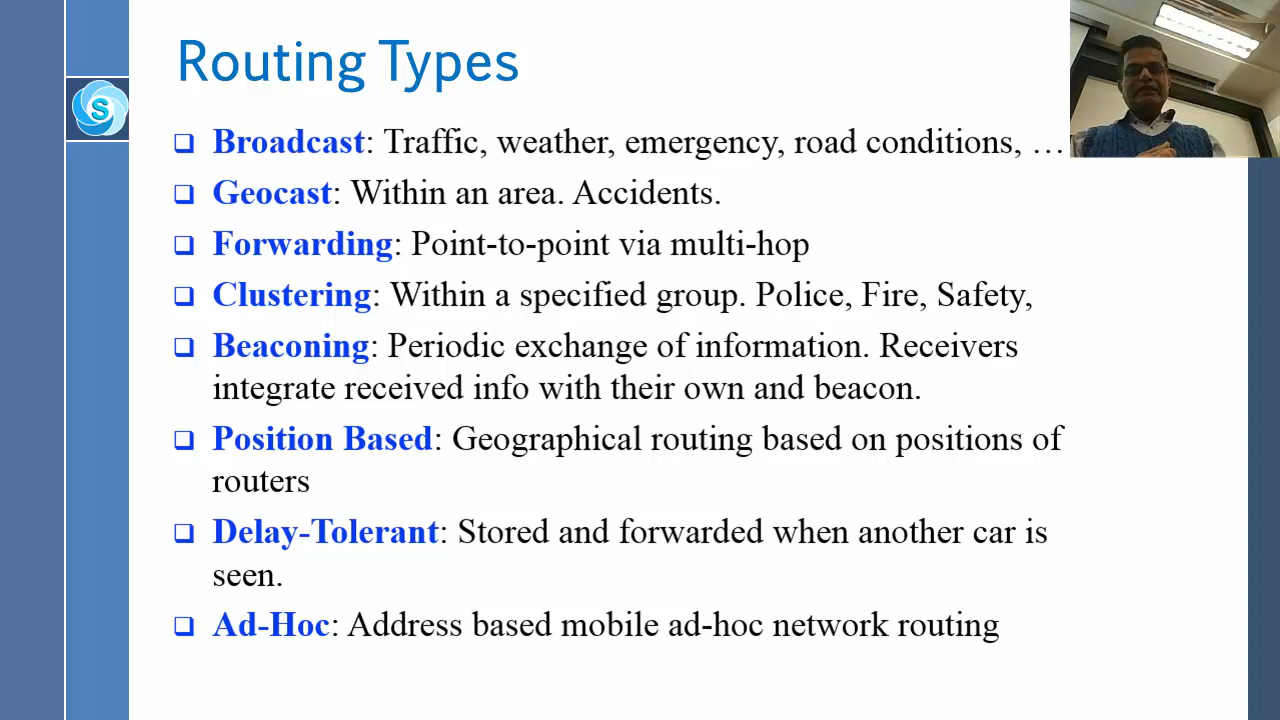 Routing Types
S
❑ Broadcast: Traffic, weather, emergency, road conditions, …
❑ Geocast: Within an area. Accidents.
❑ Forwarding: Point-to-point via multi-hop
❑ Clustering: Within a specified group. Police, Fire, Safety,
❑ Beaconing: Periodic exchange of information. Receivers
integrate received info with their own and beacon.
❑ Position Based: Geographical routing based on positions of
routers
❑ Delay-Tolerant: Stored and forwarded when another car is
seen.
❑ Ad-Hoc: Address based mobile ad-hoc network routing